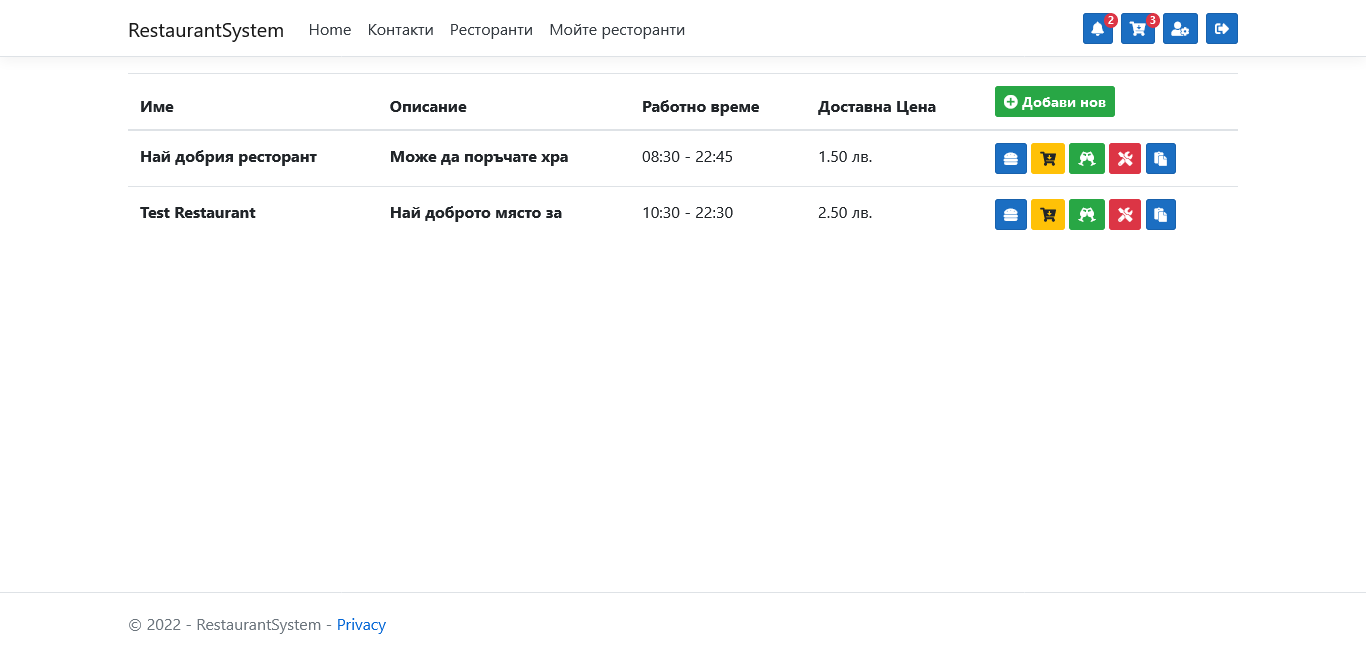 RestaurantSystem Home Контакти Ресторанти Мойте ресторанти 2 3
Име Описание Работно време Доставна Цена Добави нов
Най добрия ресторант Може да поръчате хра 08:30 - 22:45 1.50 лв.
Test Restaurant Най доброто място за 10:30 - 22:30 2.50 лв.
© 2022 - RestaurantSystem - Privacy